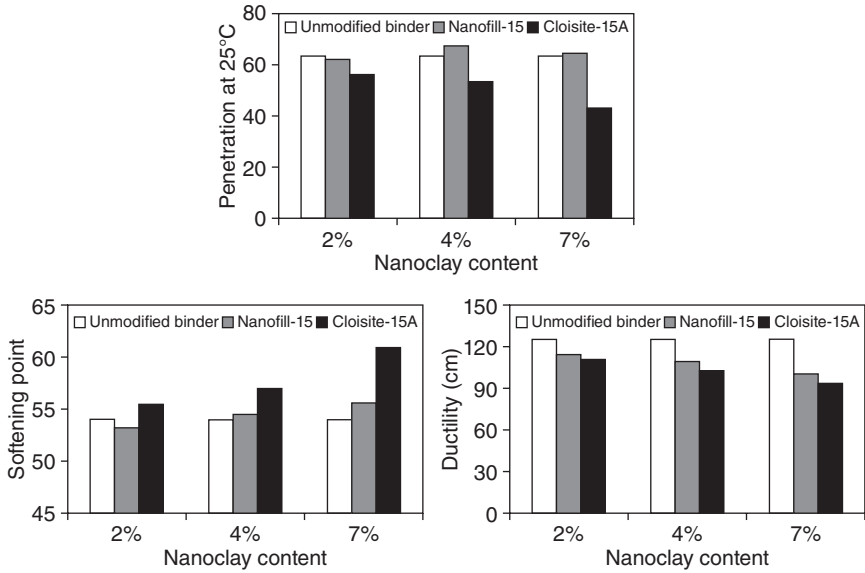 80
Unmodified binder Nanofill-15 Cloisite-15A
60
40
20
0
Penetration at 25°C
2% 4% 7%
Nanoclay content
65
Unmodified binder Nanofill-15 Cloisite-15A
60
55
53
45
Softening point
2% 4% 7%
Nanoclay content
150
Unmodified binder Nanofill-15 Cloisite-15A
120
90
60
30
0
Ductility (cm)
2% 4% 7%
Nanoclay content